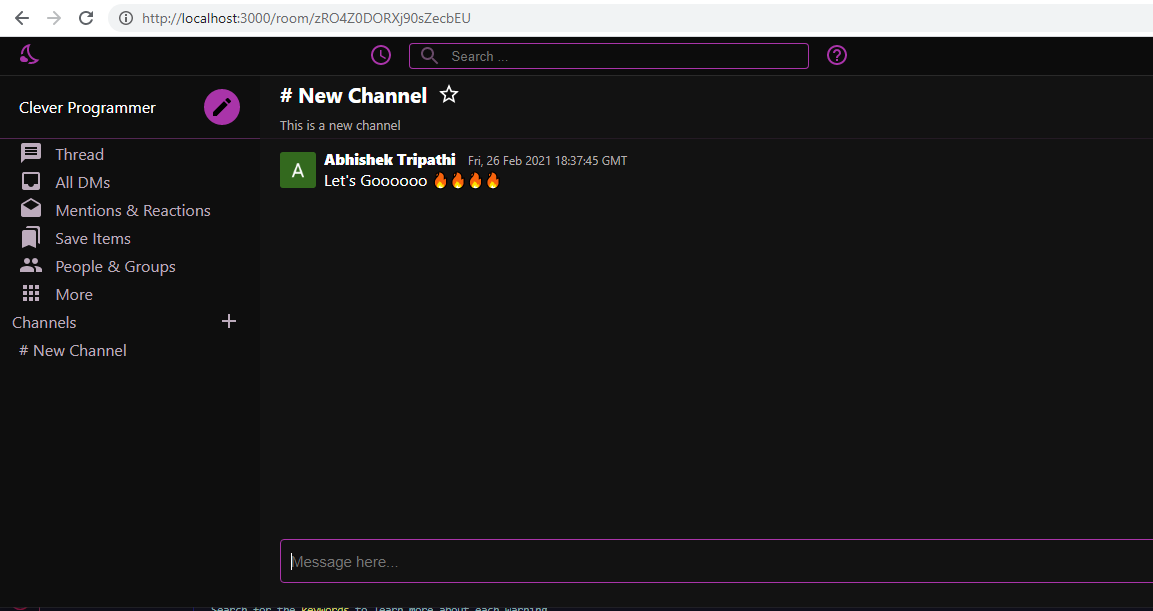 http://localhost:3000/room/zRO4Z0DORXj90sZecbEU
Search ...
Clever Programmer
# New Channel
This is a new channel
Thread
All DMs
Mentions & Reactions
Save Items
People & Groups
More
Channels
# New Channel
A
Abhishek Tripathi Fri, 26 Feb 2021 18:37:45 GMT
Let's Goooooo 🔥🔥🔥🔥
Message here...
Search for the keywords to learn more about each warning.